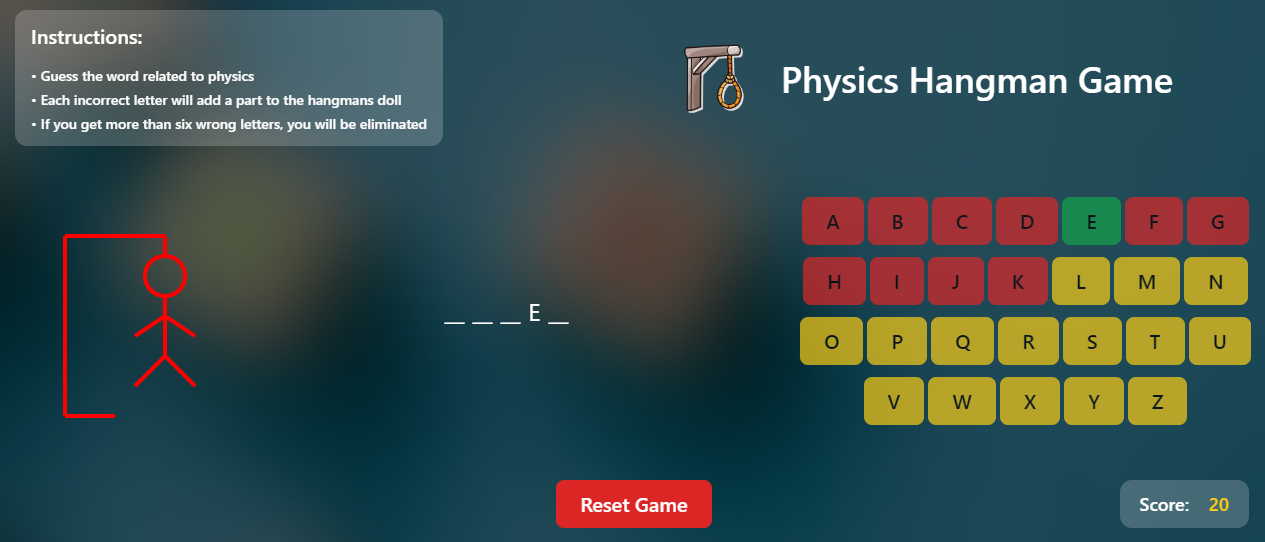 Instructions:
• Guess the word related to physics
• Each incorrect letter will add a part to the hangmans doll
• If you get more than six wrong letters, you will be eliminated
Physics Hangman Game
A B C D E F G
H I J K L M N
O P Q R S T U
V W X Y Z
_ _ _ E _
Reset Game
Score: 20